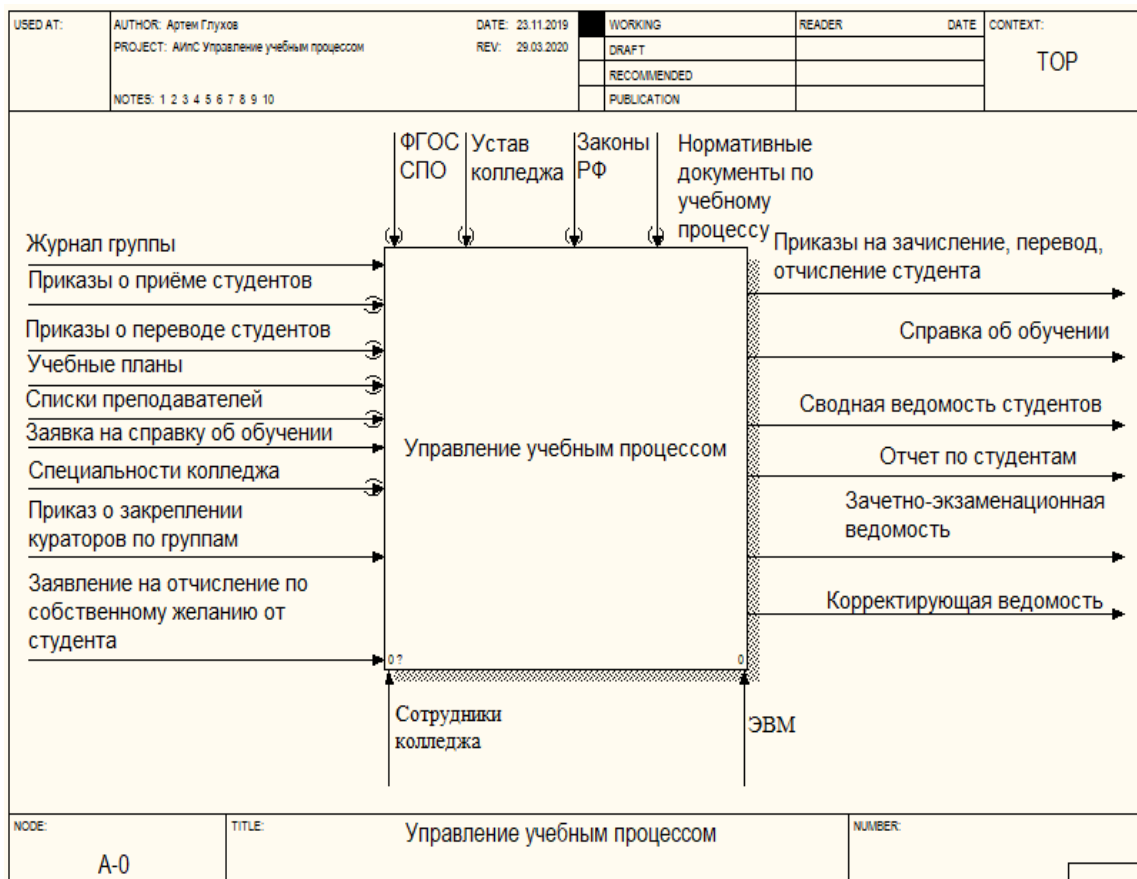 USED AT:
AUTHOR: Артем Глухов
DATE: 23.11.2019
PROJECT: АИпС Управление учебным процессом
REV: 29.03.2020
NOTES: 1 2 3 4 5 6 7 8 9 10
WORKING
DRAFT
RECOMMENDED
PUBLICATION
READER
DATE
CONTEXT:
TOP
ФГОС
СПО
Устав
колледжа
Законы
РФ
Нормативные
документы по
учебному
процессу
Журнал группы
Приказы о приёме студентов
Приказы о переводе студентов
Учебные планы
Списки преподавателей
Заявка на справку об обучении
Специальности колледжа
Приказ о закреплении
кураторов по группам
Заявление на отчисление по
собственному желанию от
студента
Управление учебным процессом
0 ?
0
Приказы на зачисление, перевод,
отчисление студента
Справка об обучении
Сводная ведомость студентов
Отчет по студентам
Зачетно-экзаменационная
ведомость
Корректирующая ведомость
Сотрудники
колледжа
ЭВМ
NODE:
A-0
TITLE:
Управление учебным процессом
NUMBER: